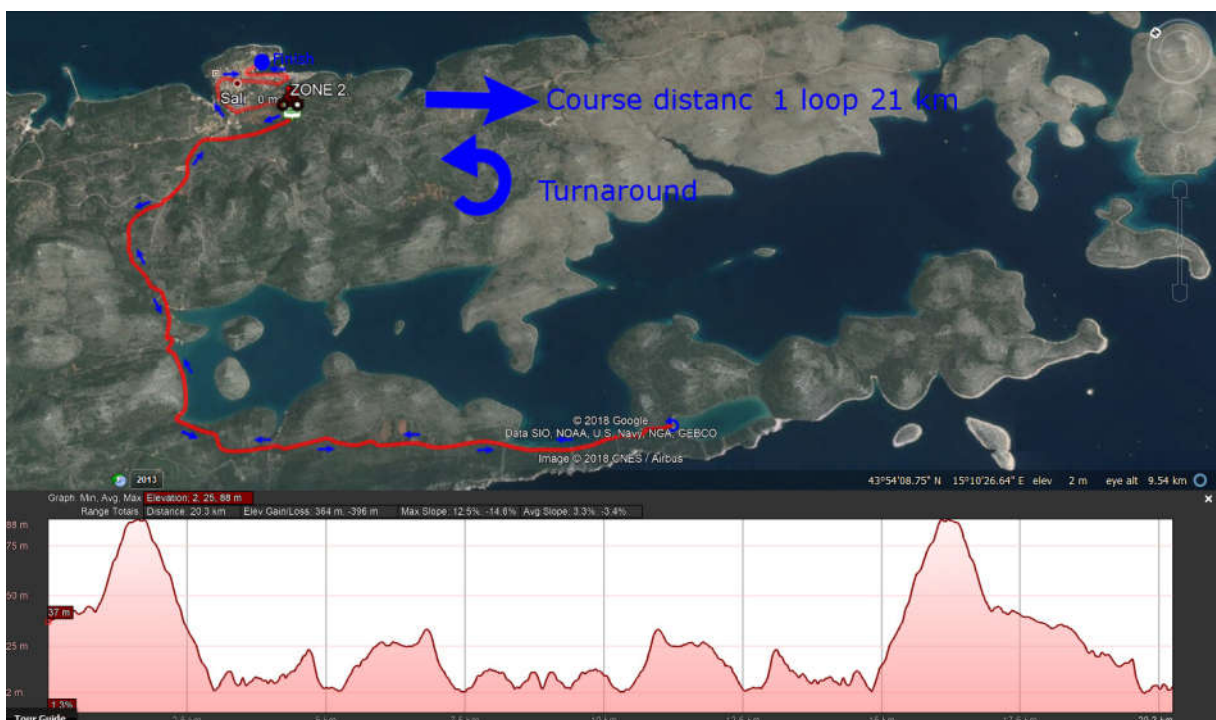 Finish
ZONE 2
Sali 0 m
Course distanc 1 loop 21 km
Turnaround
© 2018 Google
Data SIO, NOAA, U.S. Navy, NGA, GEBCO
Image © 2018 CNES / Airbus
2013
43°54'08.75" N 15°10'26.64" E elev 2 m eye alt 9.54 km
Graph: Min, Avg, Max Elevation: 2, 25, 88 m
Range Totals: Distance: 20.3 km Elev Gain/Loss: 364 m, -396 m Max Slope: 12.5%, -14.6% Avg Slope: 3.3%, -3.4%
88 m
75 m
50 m
37 m
25 m
2 m
Tour Guide